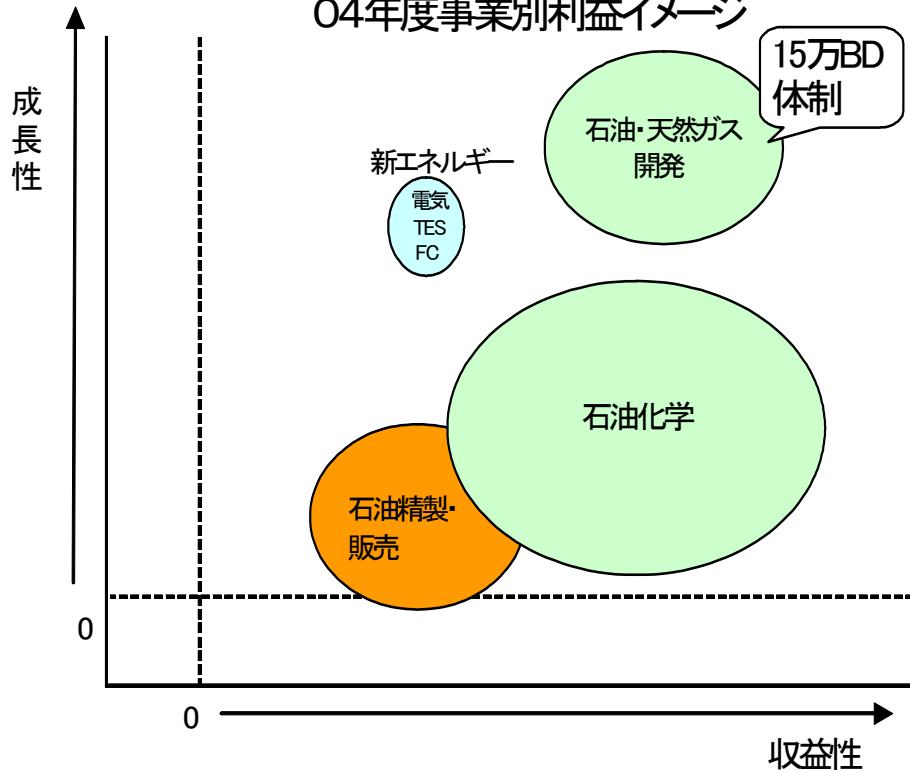 04年度事業別利益イメージ
15万BD
体制
成長性
石油・天然ガス
開発
新エネルギー
電気
TES
FC
石油化学
石油精製・
販売
0
0
収益性